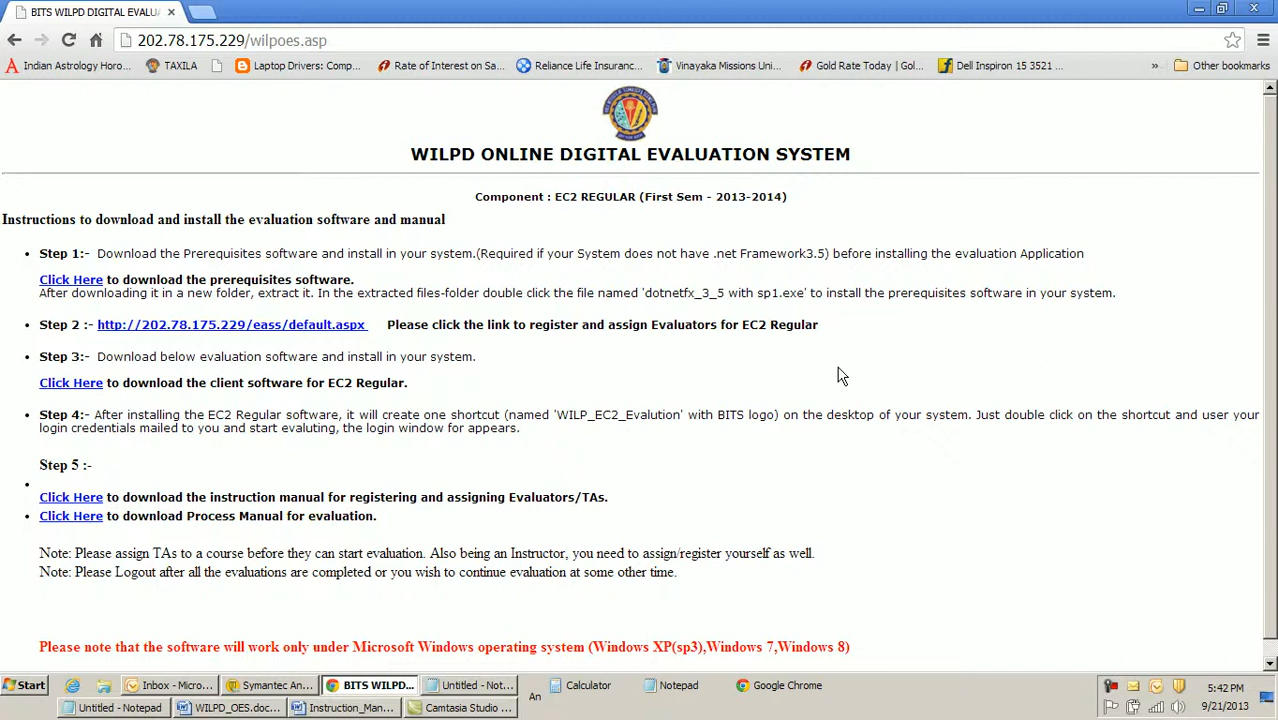 BITS WILPD DIGITAL EVALU
202.78.175.229/wilpoes.asp
Indian Astrology Horo...
TAXILA
Laptop Drivers: Comp...
Rate of Interest on Sa...
Reliance Life Insuranc...
Vinayaka Missions Uni...
Gold Rate Today | Gol...
Dell Inspiron 15 3521 ...
»
Other bookmarks
WILPD ONLINE DIGITAL EVALUATION SYSTEM
Component : EC2 REGULAR (First Sem - 2013-2014)
Instructions to download and install the evaluation software and manual
• Step 1:- Download the Prerequisites software and install in your system.(Required if your System does not have .net Framework3.5) before installing the evaluation Application
Click Here to download the prerequisites software.
After downloading it in a new folder, extract it. In the extracted files-folder double click the file named 'dotnetfx_3_5 with sp1.exe' to install the prerequisites software in your system.
• Step 2 :- http://202.78.175.229/eass/default.aspx Please click the link to register and assign Evaluators for EC2 Regular
• Step 3:- Download below evaluation software and install in your system.
Click Here to download the client software for EC2 Regular.
• Step 4:- After installing the EC2 Regular software, it will create one shortcut (named 'WILP_EC2_Evalution' with BITS logo) on the desktop of your system. Just double click on the shortcut and user your
login credentials mailed to you and start evaluting, the login window for appears.
Step 5 :-
•
Click Here to download the instruction manual for registering and assigning Evaluators/TAs.
• Click Here to download Process Manual for evaluation.
Note: Please assign TAs to a course before they can start evaluation. Also being an Instructor, you need to assign/register yourself as well.
Note: Please Logout after all the evaluations are completed or you wish to continue evaluation at some other time.
Please note that the software will work only under Microsoft Windows operating system (Windows XP(sp3),Windows 7,Windows 8)
Start
Inbox - Micro...
Symantec An...
BITS WILPD...
Untitled - Not...
Calculator
Notepad
Google Chrome
5:42 PM
An
Untitled - Notepad
WILPD_OES.doc...
Instruction_Man...
Camtasia Studio ...
9/21/2013